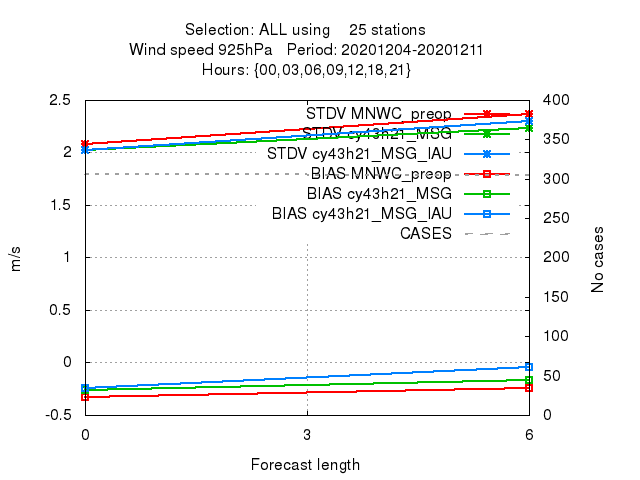 Selection: ALL using    25 stations
Wind speed 925hPa   Period: 20201204-20201211
Hours: {00,03,06,09,12,18,21}
2.5
2
1.5
1
0.5
0
-0.5
400
350
300
250
200
150
100
50
0
STDV MNWC_preop
STDV cy43h21_MSG
STDV cy43h21_MSG_IAU
BIAS MNWC_preop
BIAS cy43h21_MSG
BIAS cy43h21_MSG_IAU
CASES
m/s
No cases
0
3
6
Forecast length